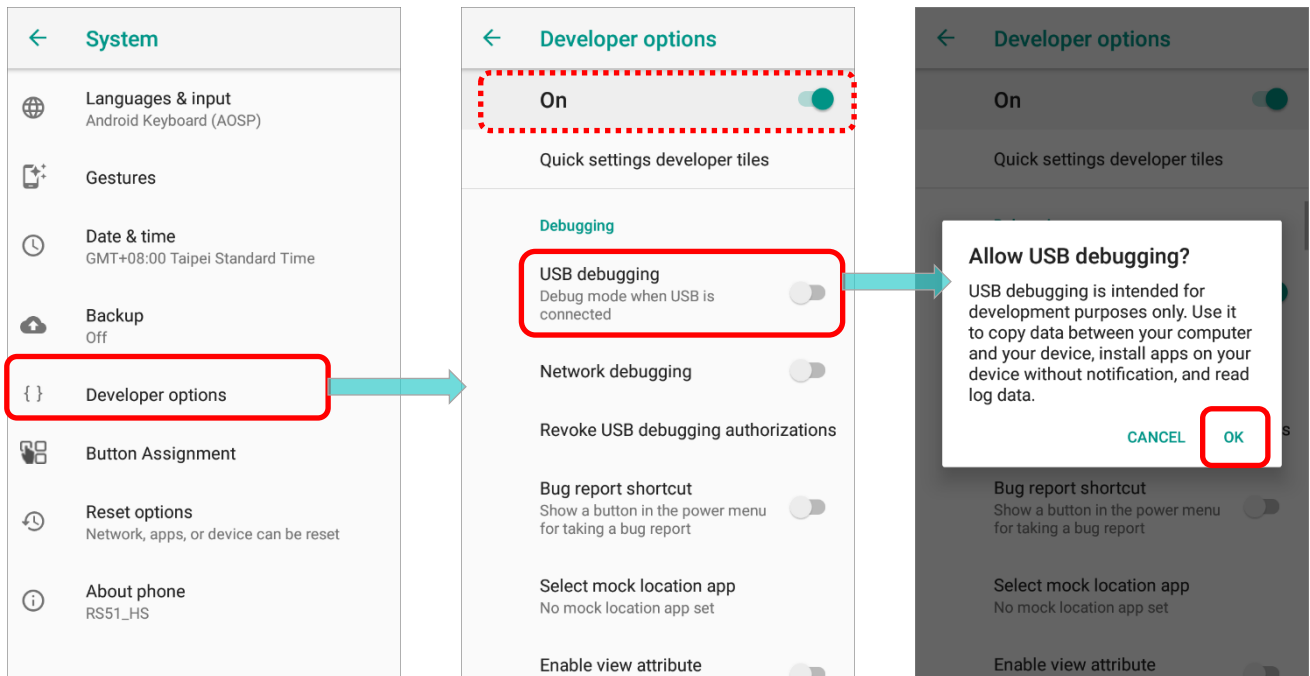 System
Languages & input
Android Keyboard (AOSP)
Gestures
Date & time
GMT+08:00 Taipei Standard Time
Backup
Off
{ }
Developer options
Button Assignment
Reset options
Network, apps, or device can be reset
About phone
RS51_HS
Developer options
On
Quick settings developer tiles
Debugging
USB debugging
Debug mode when USB is
connected
Network debugging
Revoke USB debugging authorizations
Bug report shortcut
Show a button in the power menu
for taking a bug report
Select mock location app
No mock location app set
Enable view attribute
Developer options
On
Quick settings developer tiles
Allow USB debugging?
USB debugging is intended for
development purposes only. Use it
to copy data between your computer
and your device, install apps on your
device without notification, and read
log data.
CANCEL
OK
s
Bug report shortcut
Show a button in the power menu
for taking a bug report
Select mock location app
No mock location app set
Enable view attribute